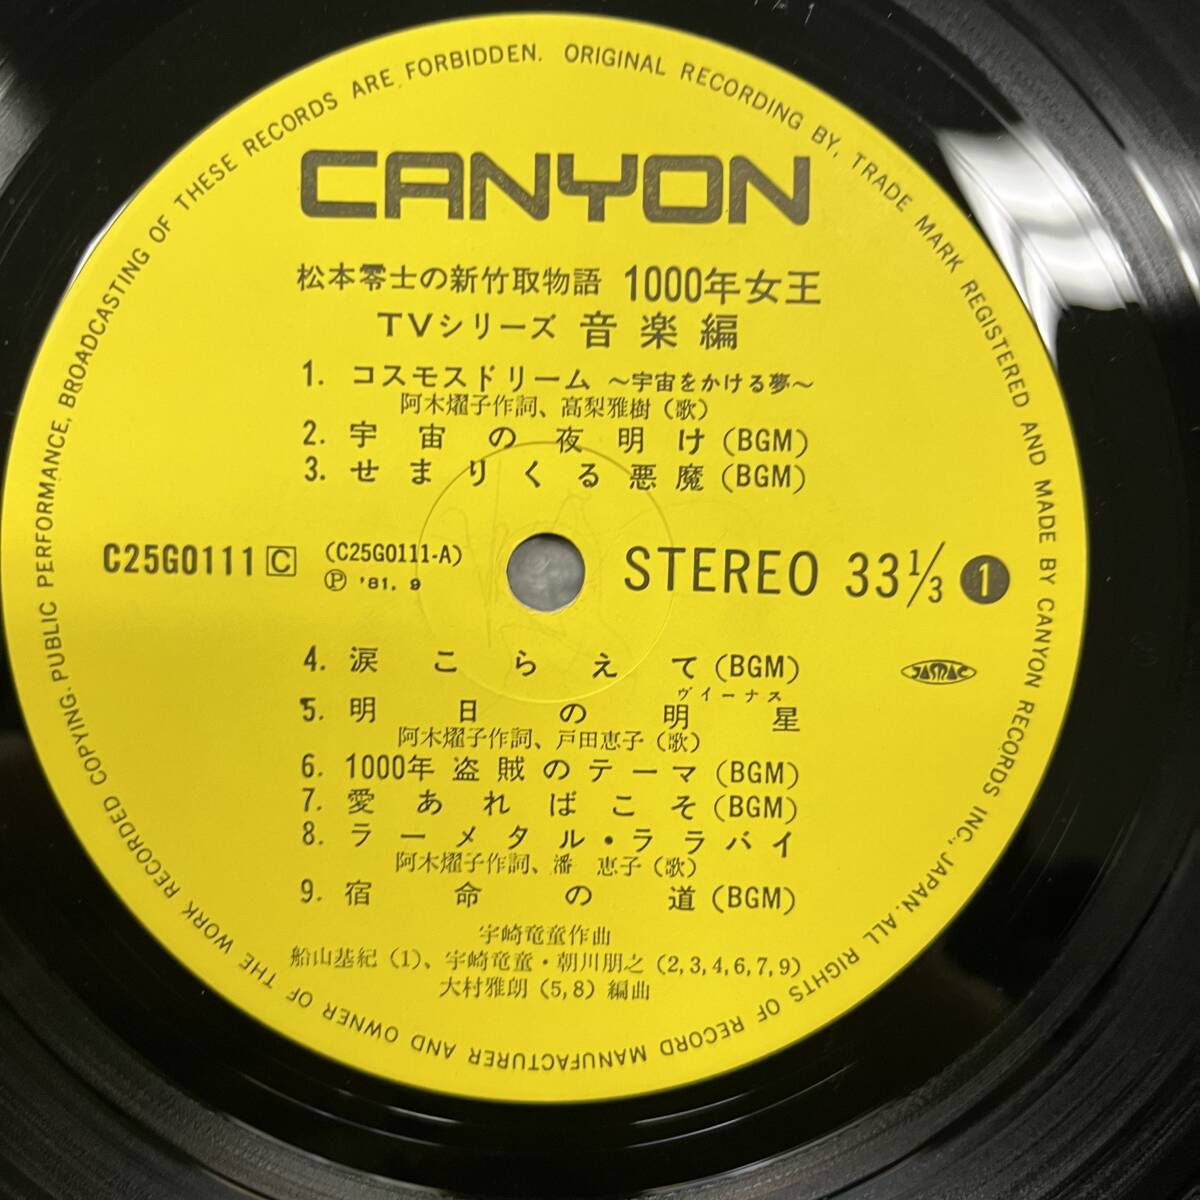 CANYON
松本零士の新竹取物語 1000年女王
TVシリーズ 音楽編
1. コスモスドリーム 〜宇宙をかける夢〜
阿木燿子作詞、高梨雅樹(歌)
2. 宇宙の夜明け(BGM)
3. せまりくる悪魔(BGM)
C25G0111 C (C25G0111-A)
Ⓟ '81. 9
STEREO 33 1/3 1
4. 涙こらえて(BGM)
JASRAC
ヴィーナス
5. 明日の明星
阿木燿子作詞、戸田恵子(歌)
6. 1000年盗賊のテーマ(BGM)
7. 愛あればこそ(BGM)
8. ラーメタル・ララバイ
阿木燿子作詞、潘 恵子(歌)
9. 宿命の道(BGM)
宇崎竜童作曲
船山基紀(1)、宇崎竜童・朝川朋之(2,3,4,6,7,9)
大村雅朗(5,8)編曲
ORIGINAL RECORDING BY, TRADE MARK REGISTERED AND MADE BY CANYON RECORDS INC., JAPAN. ALL RIGHTS OF RECORD MANUFACTURER AND OWNER OF THE WORK RECORDED COPYING. PUBLIC PERFORMANCE, BROADCASTING OF THESE RECORDS ARE FORBIDDEN.